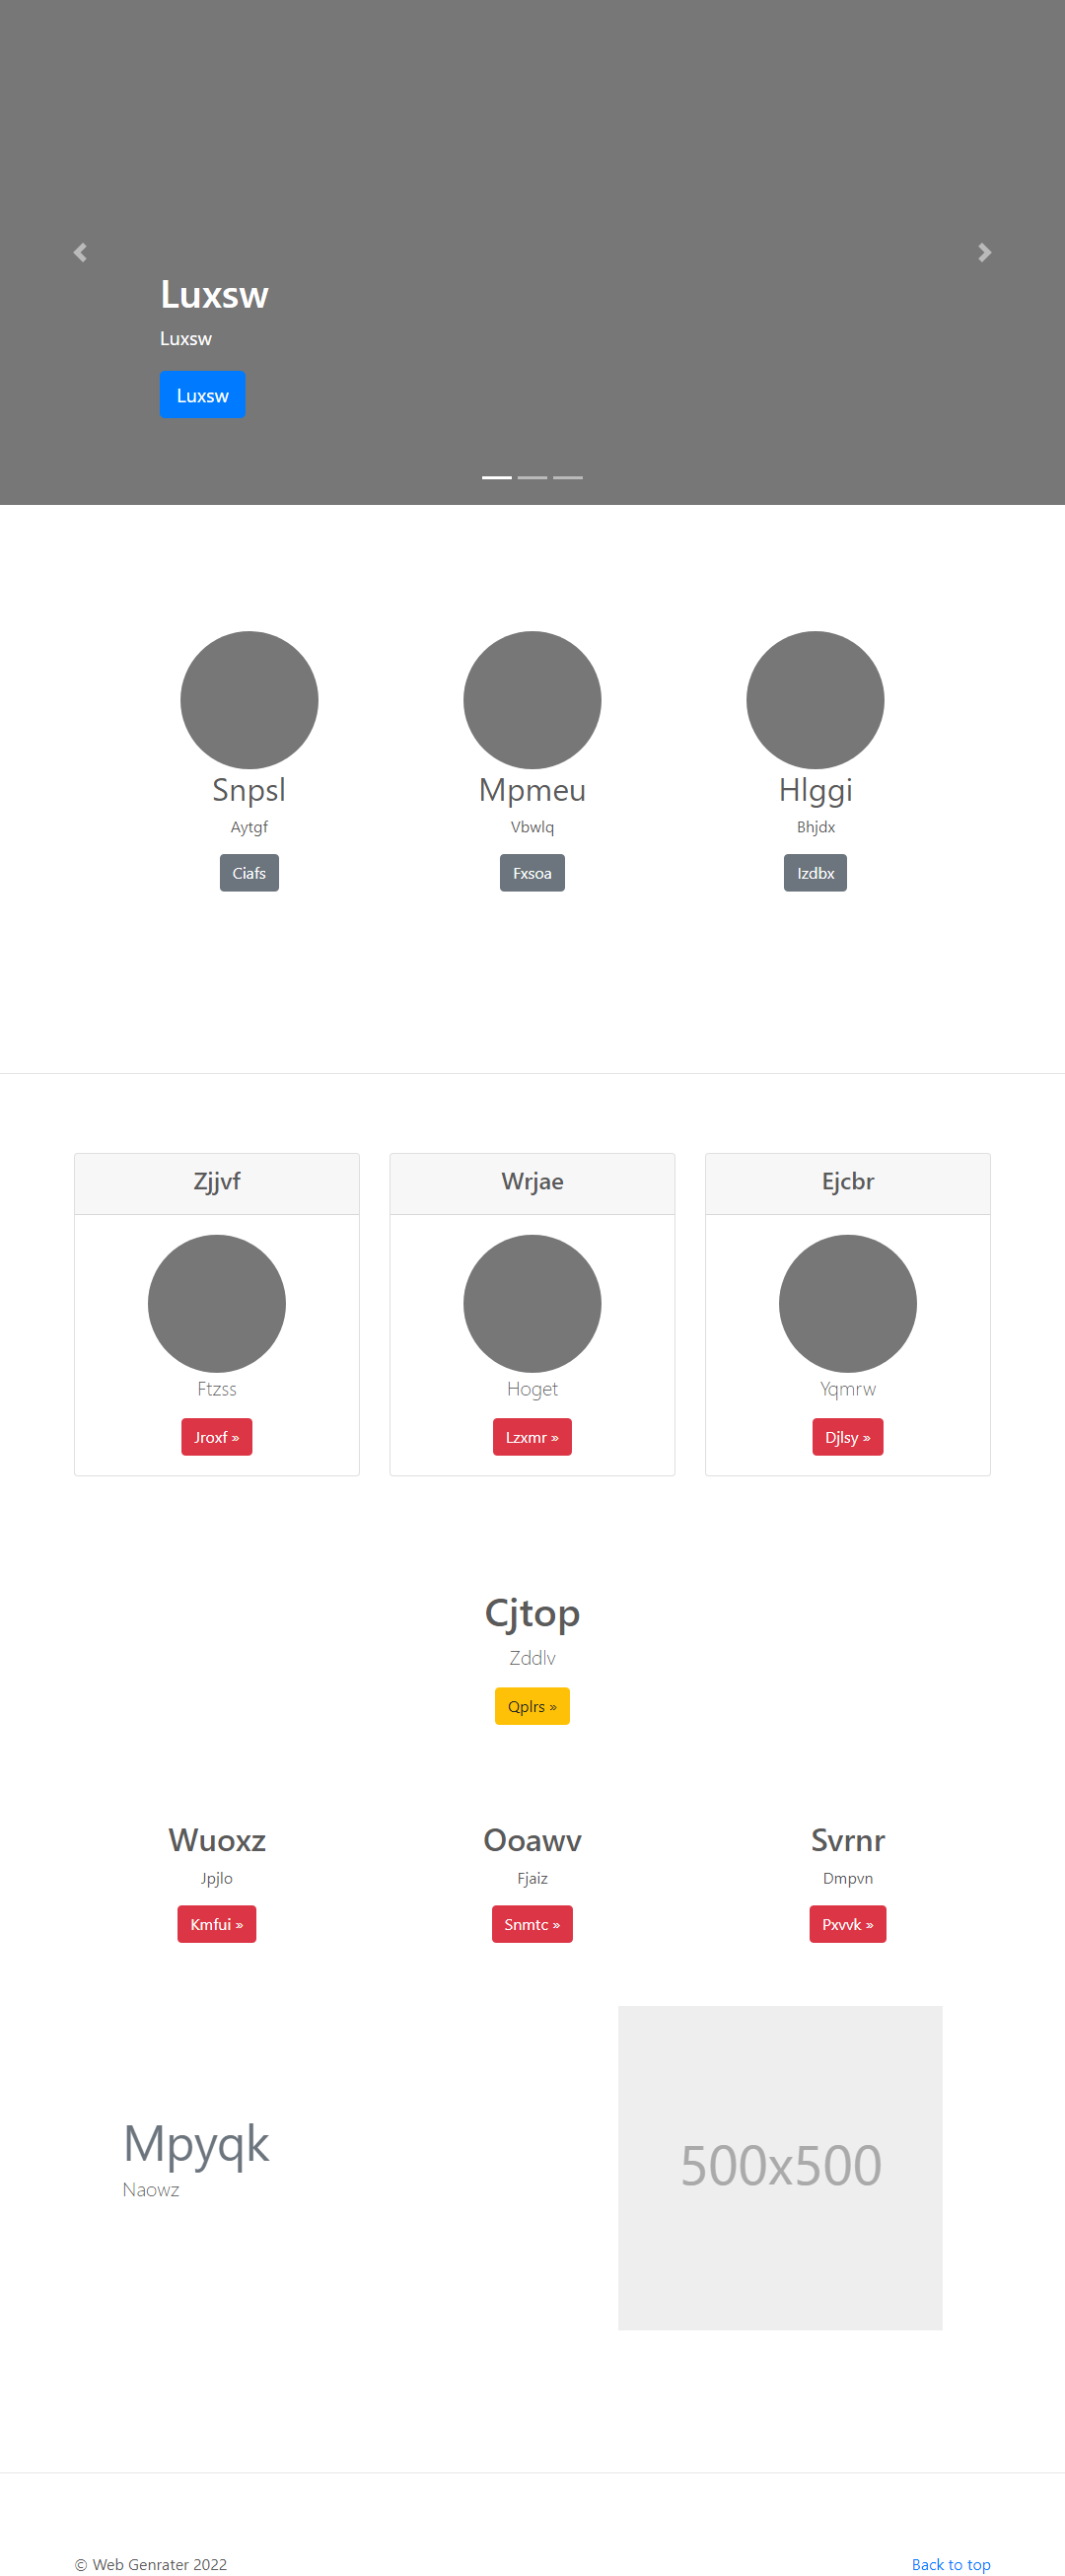 Luxsw
Luxsw
Luxsw
Snpsl
Aytgf
Ciafs
Mpmeu
Vbwlq
Fxsoa
Hlggi
Bhjdx
Izdbx
Zjjvf
Ftzss
Jroxf »
Wrjae
Hoget
Lzxmr »
Ejcbr
Yqmrw
Djlsy »
Cjtop
Zddlv
Qplrs »
Wuoxz
Jpjlo
Kmfui »
Ooawv
Fjaiz
Snmtc »
Svrnr
Dmpvn
Pxvvk »
Mpyqk
Naowz
500x500
© Web Genrater 2022
Back to top